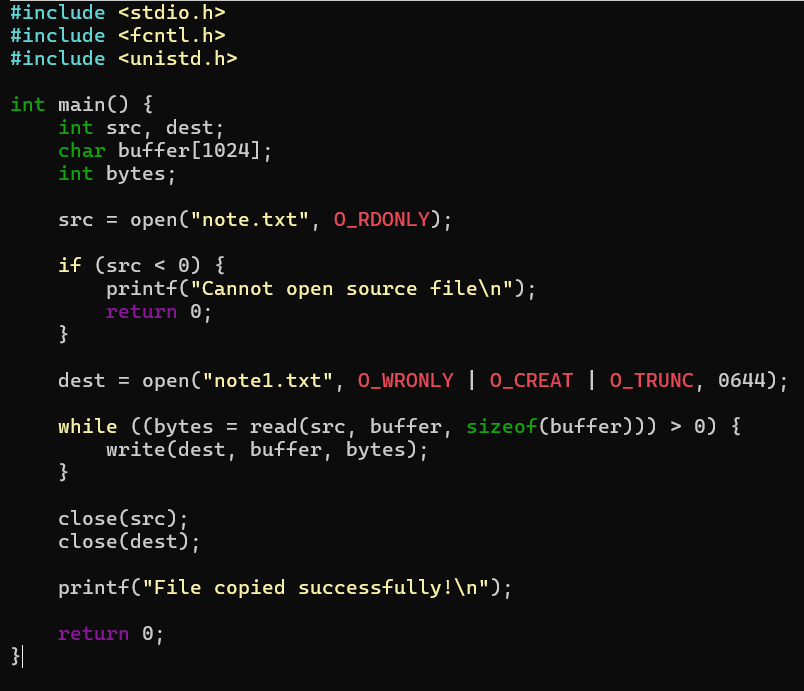 #include <stdio.h>
#include <fcntl.h>
#include <unistd.h>

int main() {
    int src, dest;
    char buffer[1024];
    int bytes;

    src = open("note.txt", O_RDONLY);

    if (src < 0) {
        printf("Cannot open source file\n");
        return 0;
    }

    dest = open("note1.txt", O_WRONLY | O_CREAT | O_TRUNC, 0644);

    while ((bytes = read(src, buffer, sizeof(buffer))) > 0) {
        write(dest, buffer, bytes);
    }

    close(src);
    close(dest);

    printf("File copied successfully!\n");

    return 0;
}